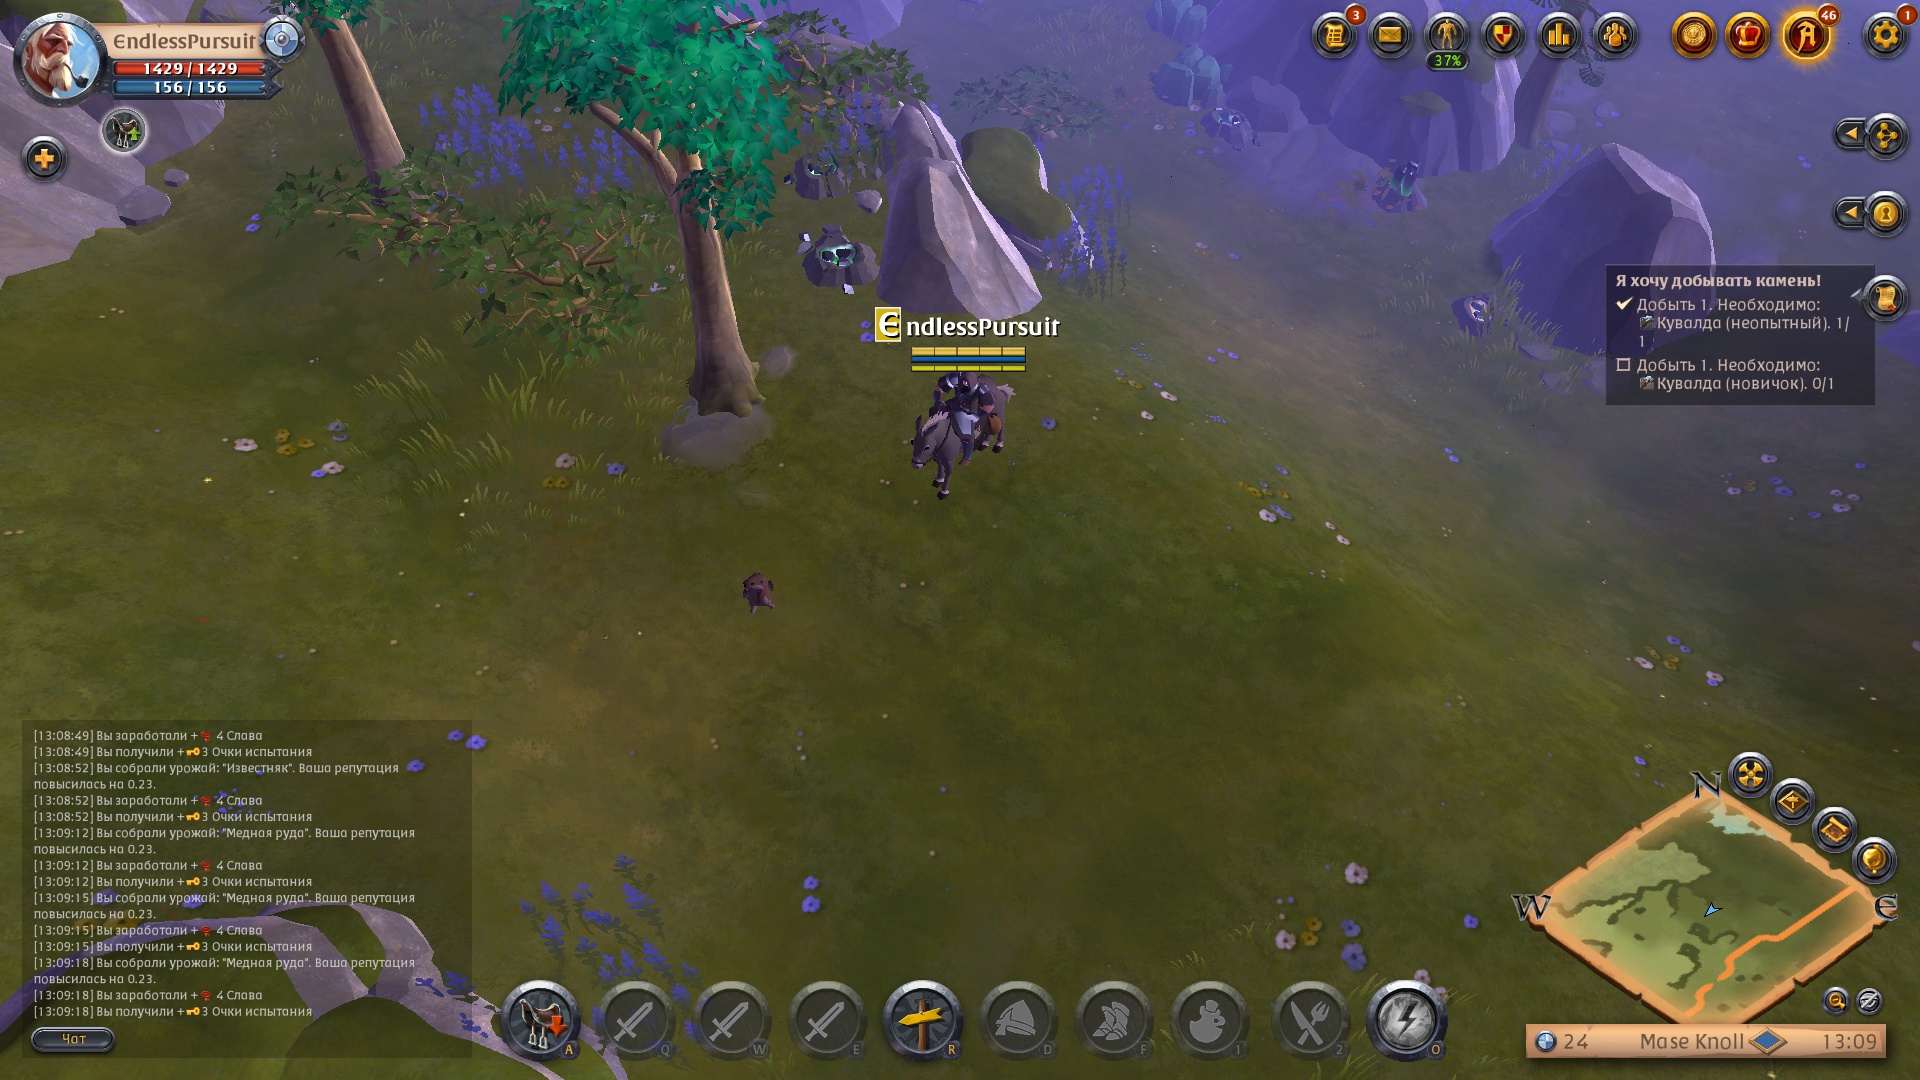 EndlessPursuit
1429 / 1429
156 / 156
3
37%
46
1
Я хочу добывать камень!
Добыть 1. Необходимо:
Кувалда (неопытный). 1/
1
Добыть 1. Необходимо:
Кувалда (новичок). 0/1
EndlessPursuit
[13:08:49] Вы заработали + 4 Слава
[13:08:49] Вы получили + 3 Очки испытания
[13:08:52] Вы собрали урожай: "Известняк". Ваша репутация
повысилась на 0.23.
[13:08:52] Вы заработали + 4 Слава
[13:08:52] Вы получили + 3 Очки испытания
[13:09:12] Вы собрали урожай: "Медная руда". Ваша репутация
повысилась на 0.23.
[13:09:12] Вы заработали + 4 Слава
[13:09:12] Вы получили + 3 Очки испытания
[13:09:15] Вы собрали урожай: "Медная руда". Ваша репутация
повысилась на 0.23.
[13:09:15] Вы заработали + 4 Слава
[13:09:15] Вы получили + 3 Очки испытания
[13:09:18] Вы собрали урожай: "Медная руда". Ваша репутация
повысилась на 0.23.
[13:09:18] Вы заработали + 4 Слава
[13:09:18] Вы получили + 3 Очки испытания
Чат
A Q W E R D F 1 2 O
N
W E
24 Mase Knoll 13:09